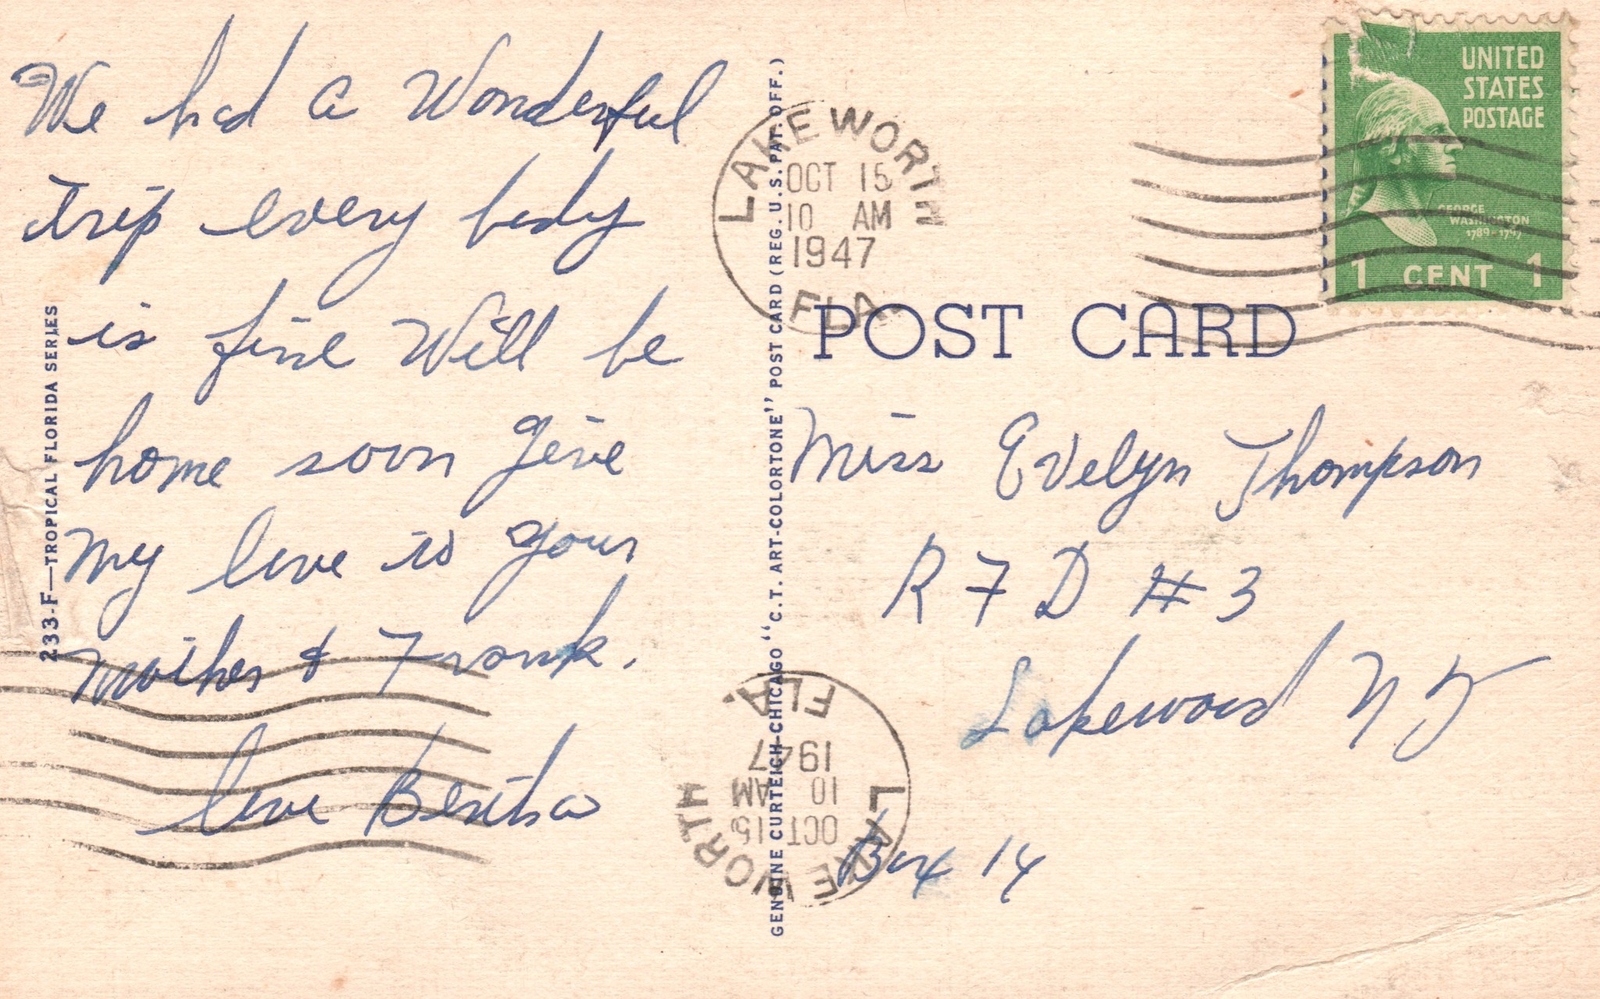 We had a Wonderful
trip every body
is fine Will be
home soon Give
My love to your
Mother & Frank.
love Bertha
233-F—TROPICAL FLORIDA SERIES
GENUINE CURTEICH-CHICAGO "C.T. ART-COLORTONE" POST CARD (REG. U.S. PAT. OFF.)
LAKE WORTH
OCT 15
10 AM
1947
FLA.
UNITED
STATES
POSTAGE
GEORGE
WASHINGTON
1789-1797
1 CENT 1
POST CARD
Miss Evelyn Thompson
R F D # 3
Lakewood N J
Box 14
LAKE WORTH
OCT 15
10 AM
1947
FLA.